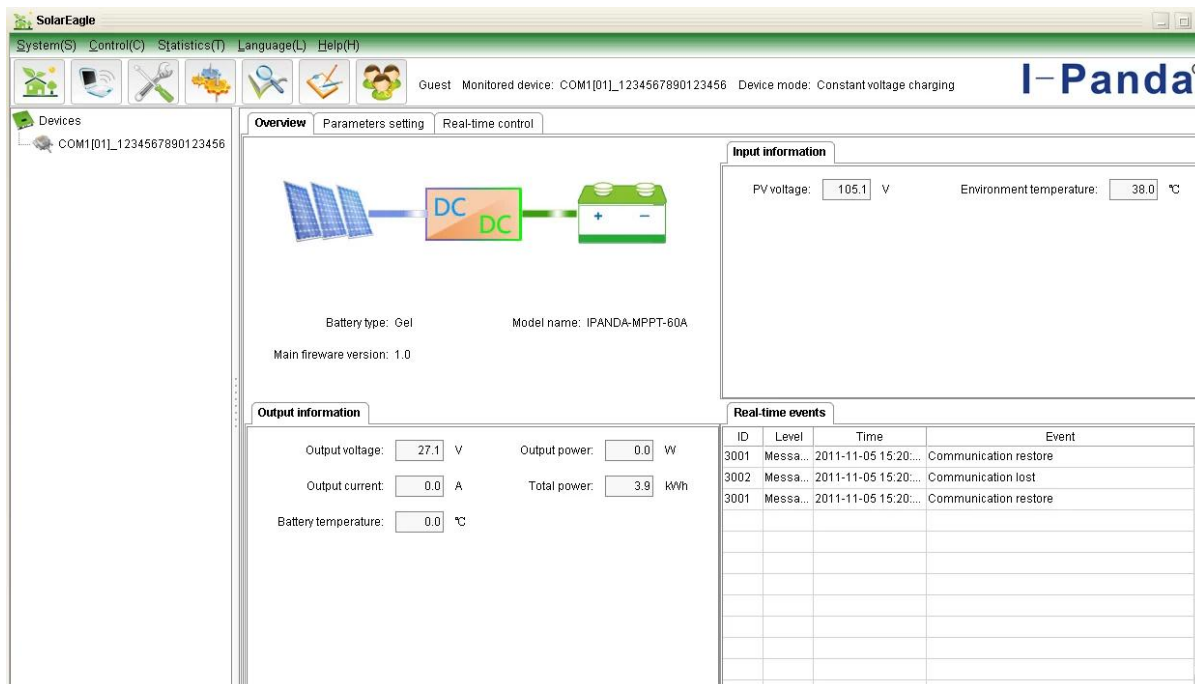 SolarEagle
System(S) Control(C) Statistics(T) Language(L) Help(H)
Guest Monitored device: COM1[01]_1234567890123456 Device mode: Constant voltage charging
I-Panda
Devices
COM1[01]_1234567890123456
Overview Parameters setting Real-time control
DC
DC
+ −
Battery type: Gel Model name: IPANDA-MPPT-60A
Main fireware version: 1.0
Input information
PV voltage: 105.1 V Environment temperature: 38.0 ℃
Output information
Output voltage: 27.1 V Output power: 0.0 W
Output current: 0.0 A Total power: 3.9 kWh
Battery temperature: 0.0 ℃
Real-time events
ID Level Time Event
3001 Messa... 2011-11-05 15:20:... Communication restore
3002 Messa... 2011-11-05 15:20:... Communication lost
3001 Messa... 2011-11-05 15:20:... Communication restore